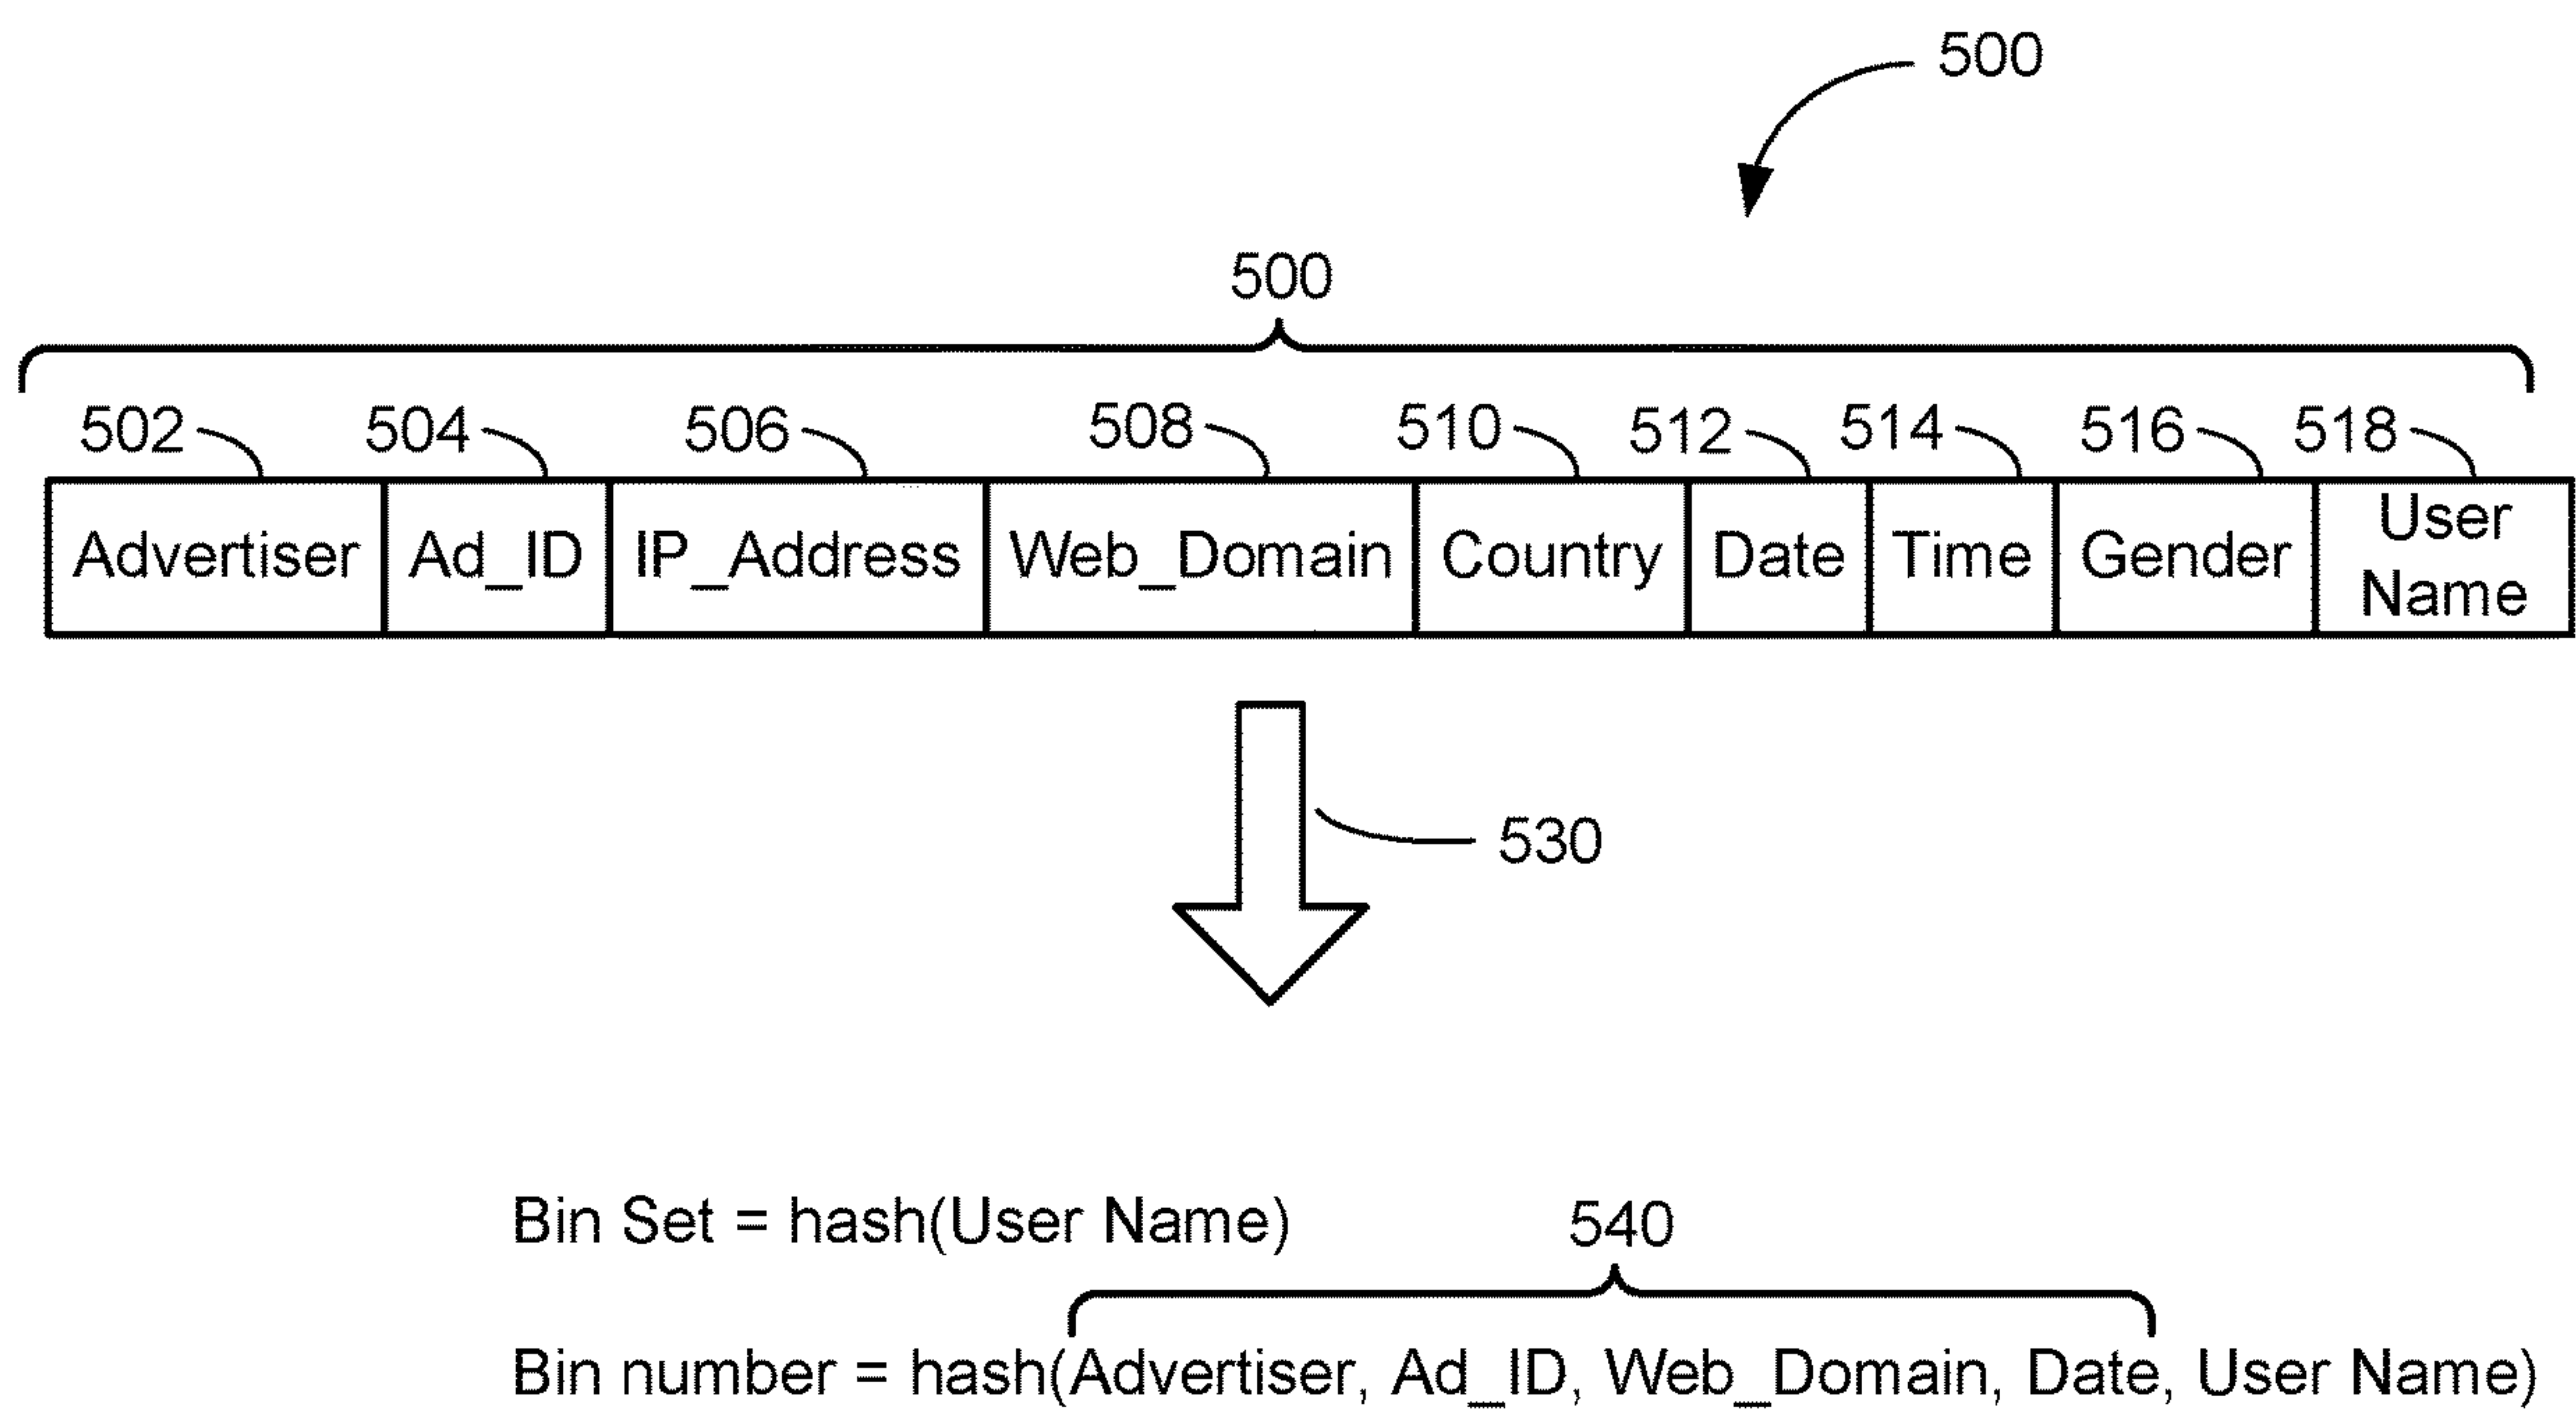 500
500
502 504 506 508 510 512 514 516 518
Advertiser Ad_ID IP_Address Web_Domain Country Date Time Gender User Name
530
Bin Set = hash(User Name)
540
Bin number = hash(Advertiser, Ad_ID, Web_Domain, Date, User Name)